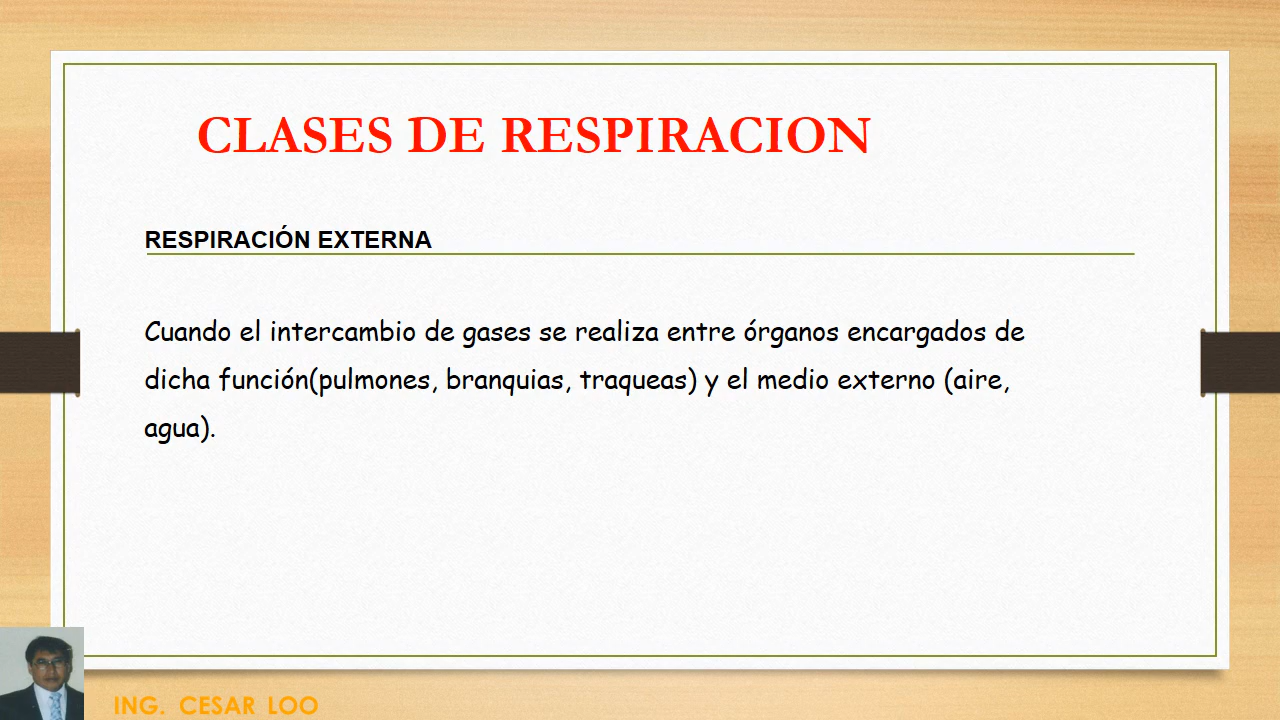 CLASES DE RESPIRACION
RESPIRACIÓN EXTERNA
Cuando el intercambio de gases se realiza entre órganos encargados de
dicha función(pulmones, branquias, traqueas) y el medio externo (aire,
agua).
ING. CESAR LOO